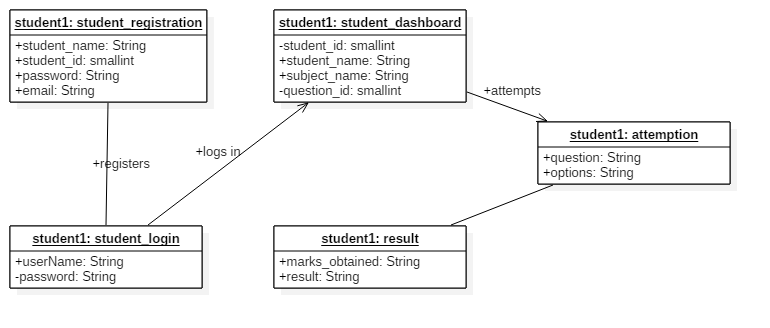 student1: student_registration
+student_name: String
+student_id: smallint
+password: String
+email: String
student1: student_dashboard
-student_id: smallint
+student_name: String
+subject_name: String
-question_id: smallint
+attempts
student1: attemption
+question: String
+options: String
+registers
+logs in
student1: student_login
+userName: String
-password: String
student1: result
+marks_obtained: String
+result: String